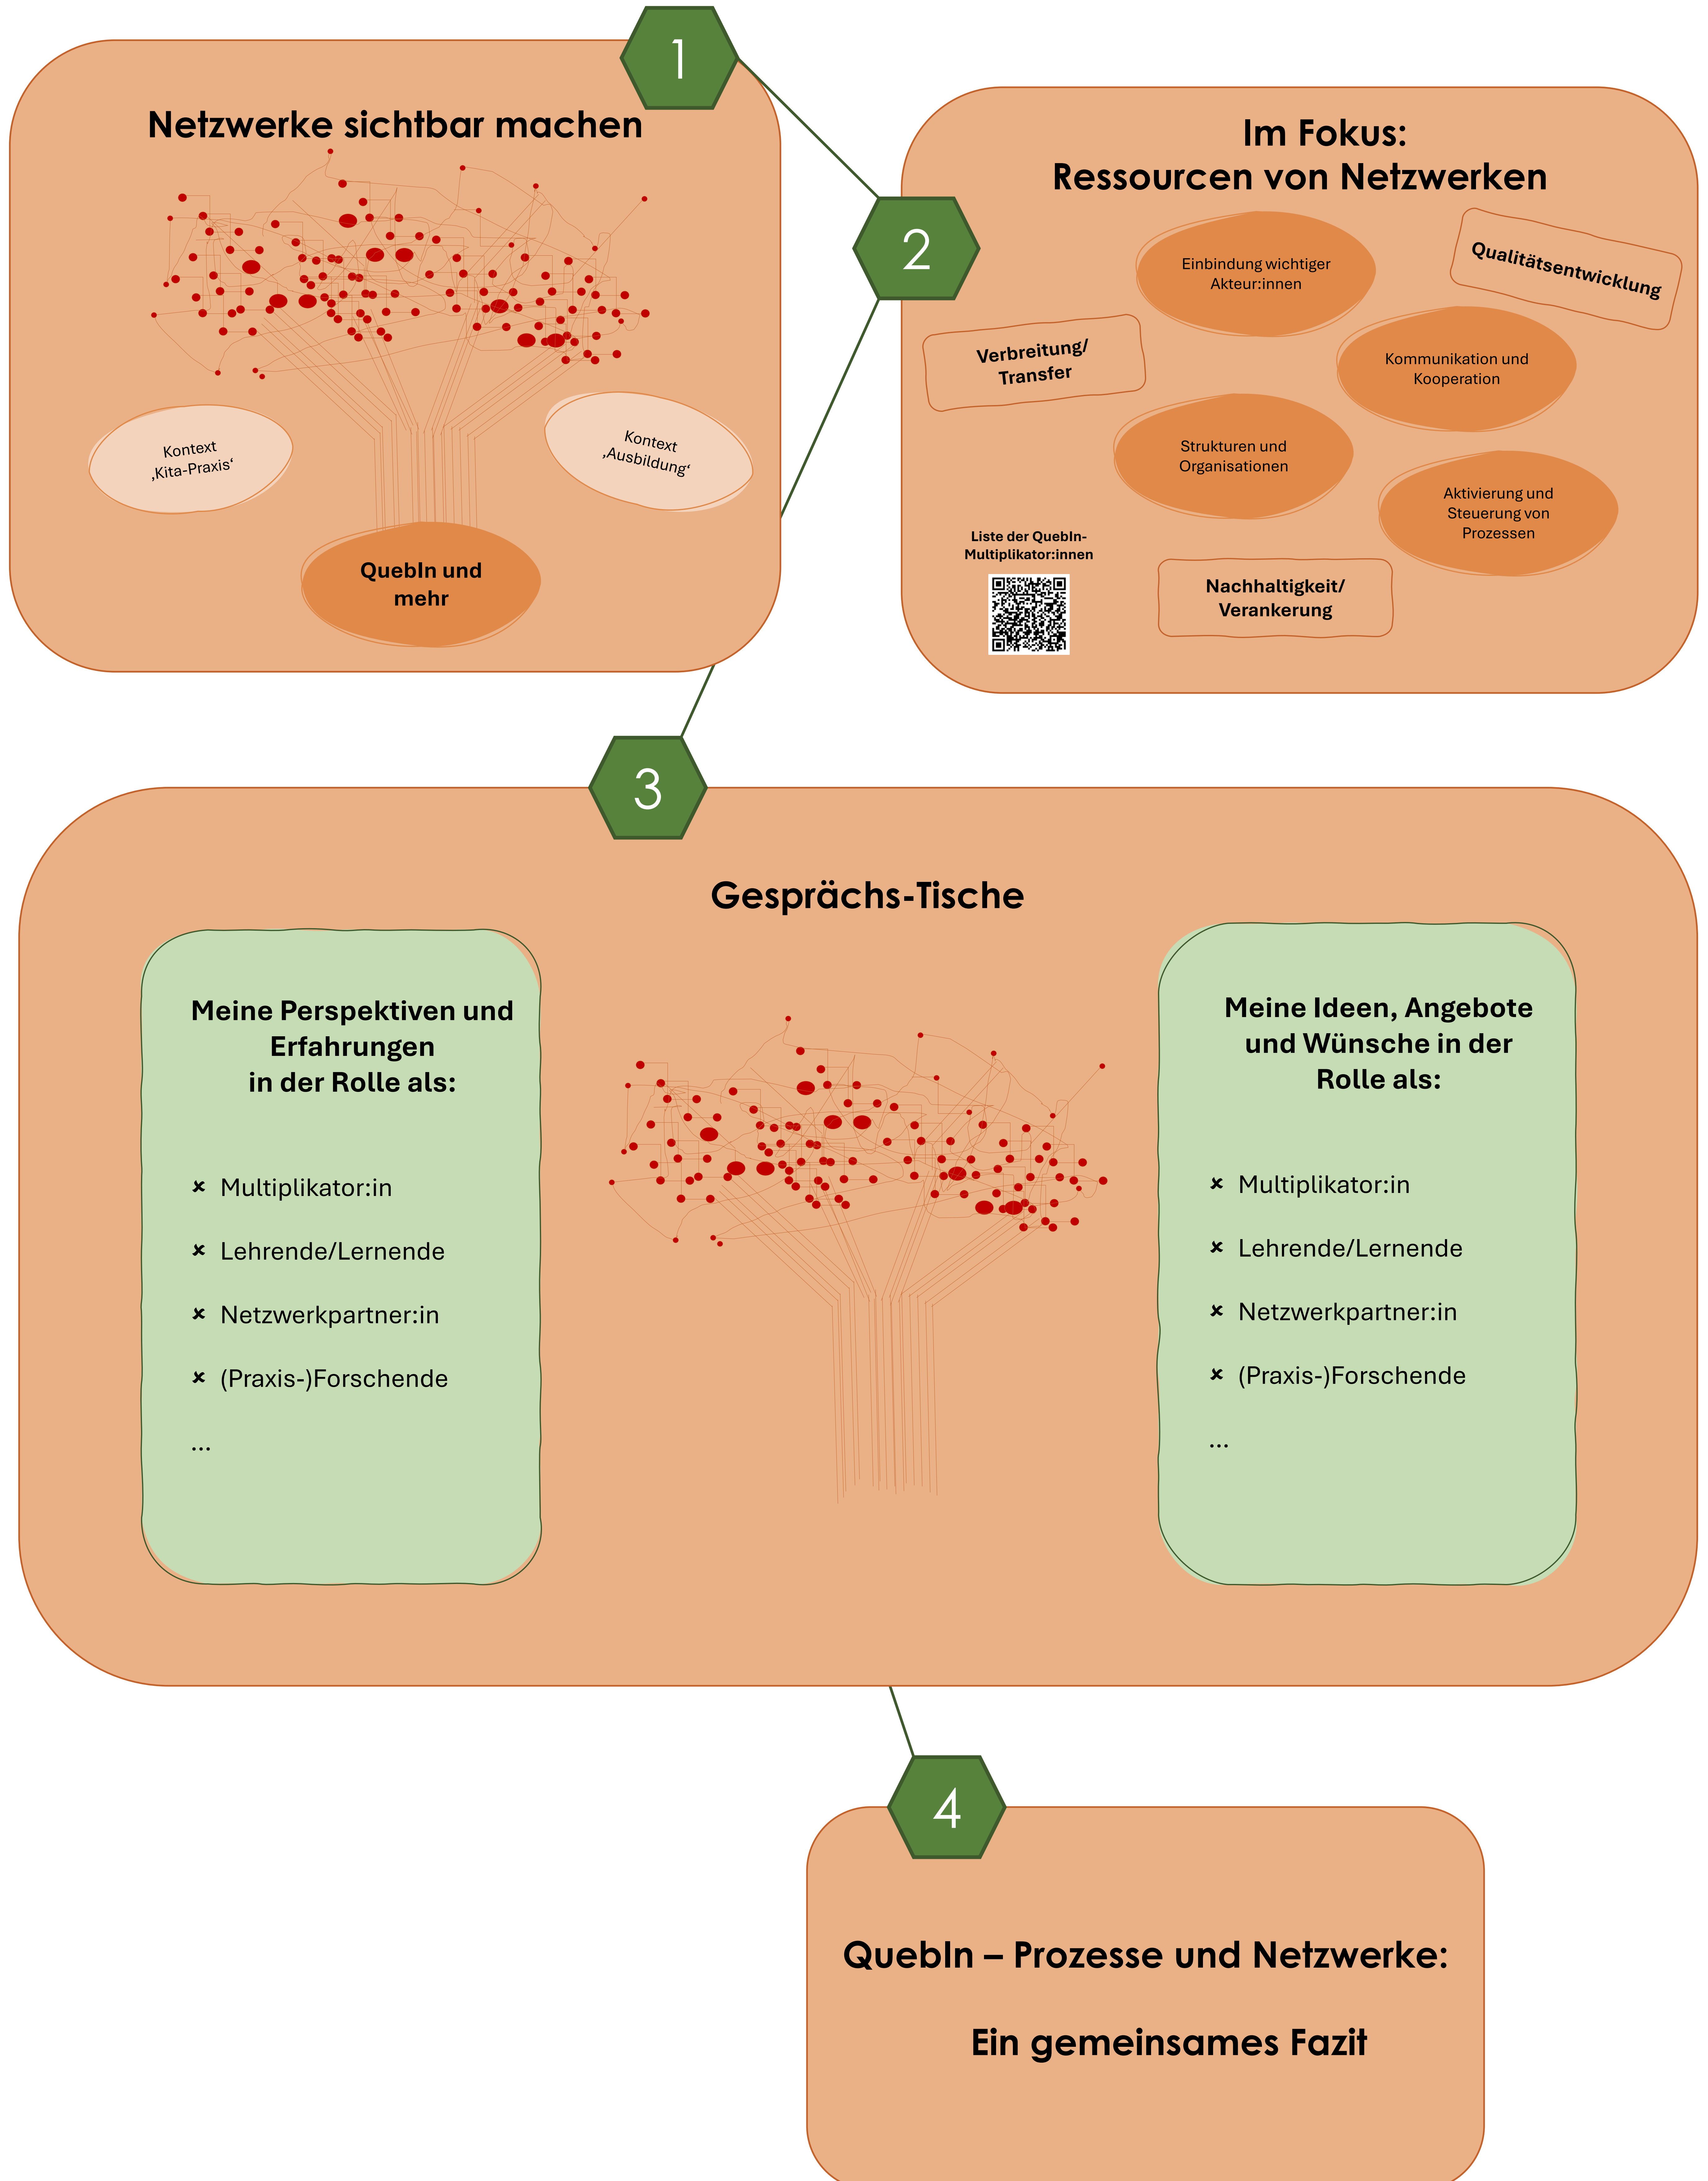 1
Netzwerke sichtbar machen
Kontext
‚Kita-Praxis‘
Kontext
‚Ausbildung‘
QuebIn und
mehr
2
Im Fokus:
Ressourcen von Netzwerken
Einbindung wichtiger
Akteur:innen
Qualitätsentwicklung
Verbreitung/
Transfer
Kommunikation und
Kooperation
Strukturen und
Organisationen
Aktivierung und
Steuerung von
Prozessen
Liste der QuebIn-
Multiplikator:innen
Nachhaltigkeit/
Verankerung
3
Gesprächs-Tische
Meine Perspektiven und
Erfahrungen
in der Rolle als:
Multiplikator:in
Lehrende/Lernende
Netzwerkpartner:in
(Praxis-)Forschende
...
Meine Ideen, Angebote
und Wünsche in der
Rolle als:
Multiplikator:in
Lehrende/Lernende
Netzwerkpartner:in
(Praxis-)Forschende
...
4
QuebIn – Prozesse und Netzwerke:
Ein gemeinsames Fazit